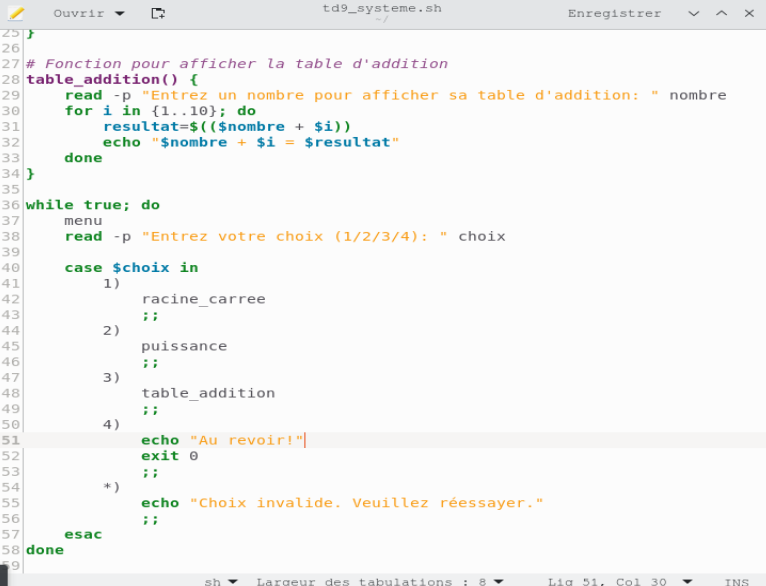 Ouvrir td9_systeme.sh Enregistrer
~/
25 }
26
27 # Fonction pour afficher la table d'addition
28 table_addition() {
29     read -p "Entrez un nombre pour afficher sa table d'addition: " nombre
30     for i in {1..10}; do
31         resultat=$(($nombre + $i))
32         echo "$nombre + $i = $resultat"
33     done
34 }
35
36 while true; do
37     menu
38     read -p "Entrez votre choix (1/2/3/4): " choix
39
40     case $choix in
41         1)
42             racine_carree
43             ;;
44         2)
45             puissance
46             ;;
47         3)
48             table_addition
49             ;;
50         4)
51             echo "Au revoir!"
52             exit 0
53             ;;
54         *)
55             echo "Choix invalide. Veuillez réessayer."
56             ;;
57     esac
58 done
59
sh Largeur des tabulations : 8 Lig 51, Col 30 INS